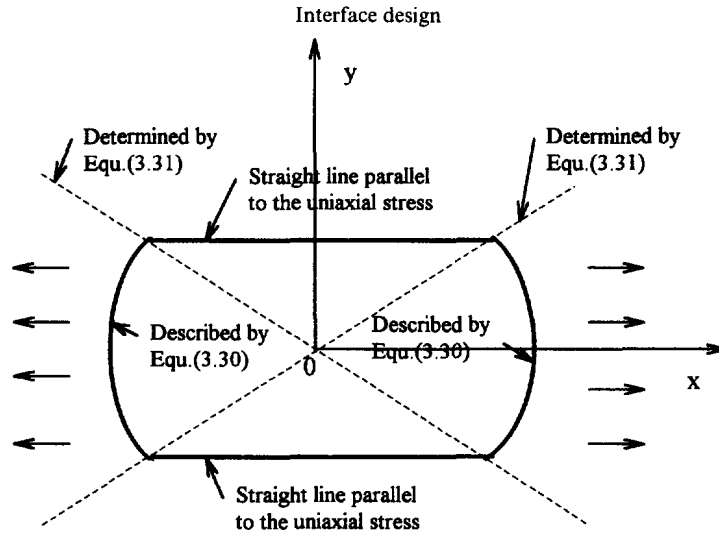 Interface design
y
Determined by
Equ.(3.31)
Determined by
Equ.(3.31)
Straight line parallel
to the uniaxial stress
Described by
Equ.(3.30)
Described by
Equ.(3.30)
0
x
Straight line parallel
to the uniaxial stress